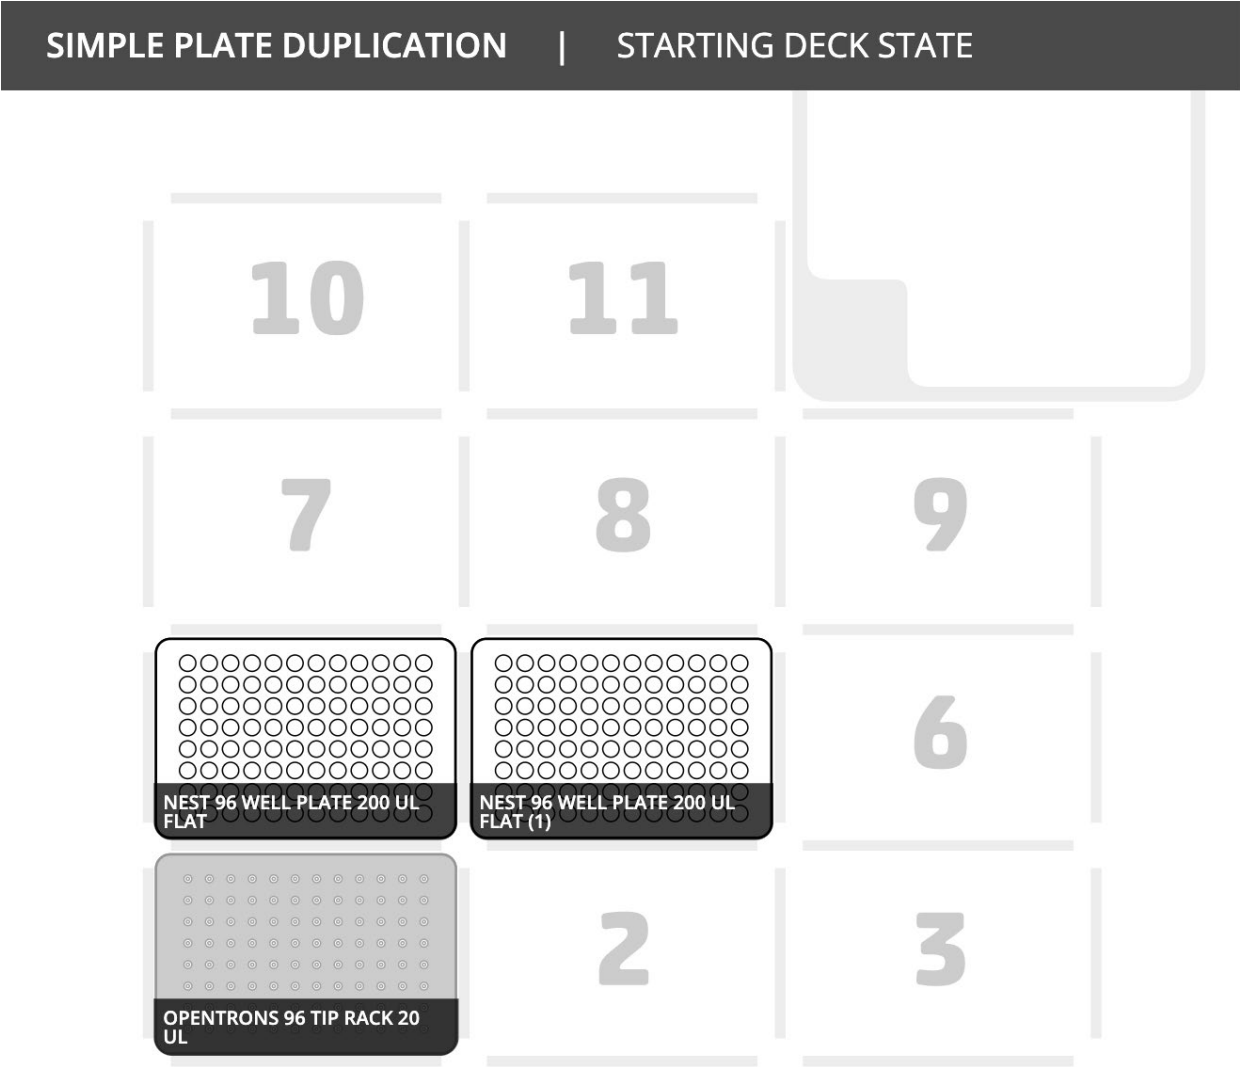 SIMPLE PLATE DUPLICATION | STARTING DECK STATE
10 11
7 8 9
NEST 96 WELL PLATE 200 UL
FLAT
NEST 96 WELL PLATE 200 UL
FLAT (1)
6
OPENTRONS 96 TIP RACK 20
UL
2 3